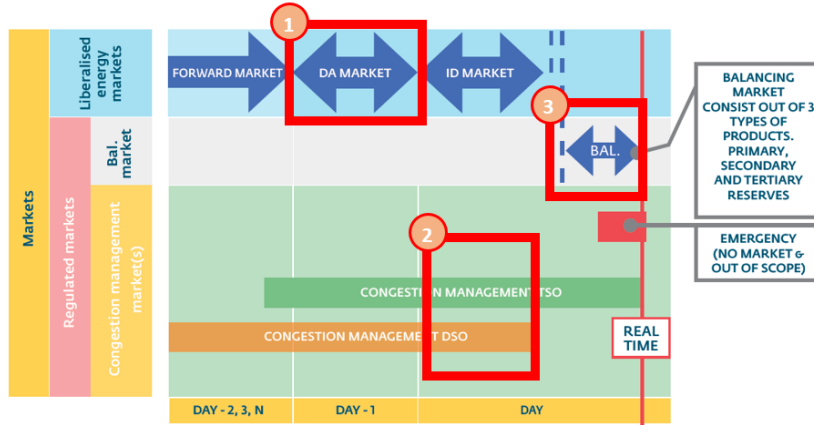 1
FORWARD MARKET
DA MARKET
ID MARKET
Liberalised
energy
markets
3
BAL.
Bal.
market
BALANCING
MARKET
CONSIST OUT OF 3
TYPES OF
PRODUCTS.
PRIMARY,
SECONDARY
AND TERTIARY
RESERVES
Markets
Regulated markets
Congestion management
market(s)
2
EMERGENCY
(NO MARKET &
OUT OF SCOPE)
CONGESTION MANAGEMENT TSO
CONGESTION MANAGEMENT DSO
REAL
TIME
DAY - 2, 3, N
DAY - 1
DAY